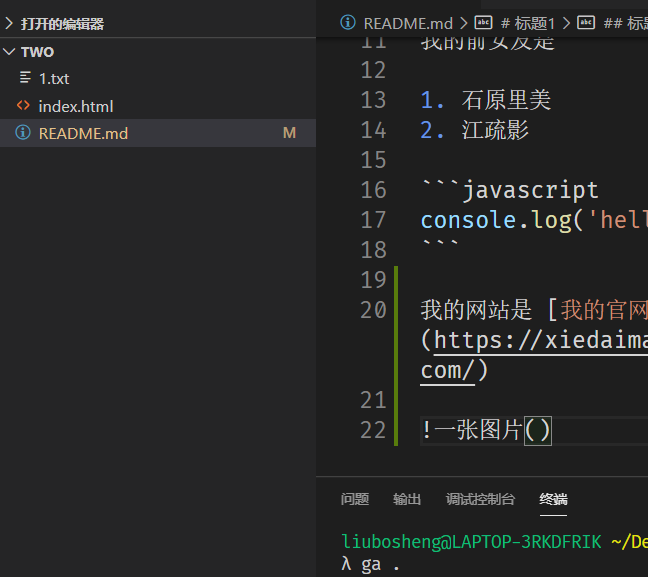 打开的编辑器
TWO
1.txt
index.html
README.md M
README.md > # 标题1 > ## 标题
11 我的前女友是
12
13 1. 石原里美
14 2. 江疏影
15
16 ```javascript
17 console.log('hell
18 ```
19
20 我的网站是 [我的官网
(https://xiedaima
com/)
21
22 !一张图片()
问题 输出 调试控制台 终端
liubosheng@LAPTOP-3RKDFRIK ~/De
λ ga .